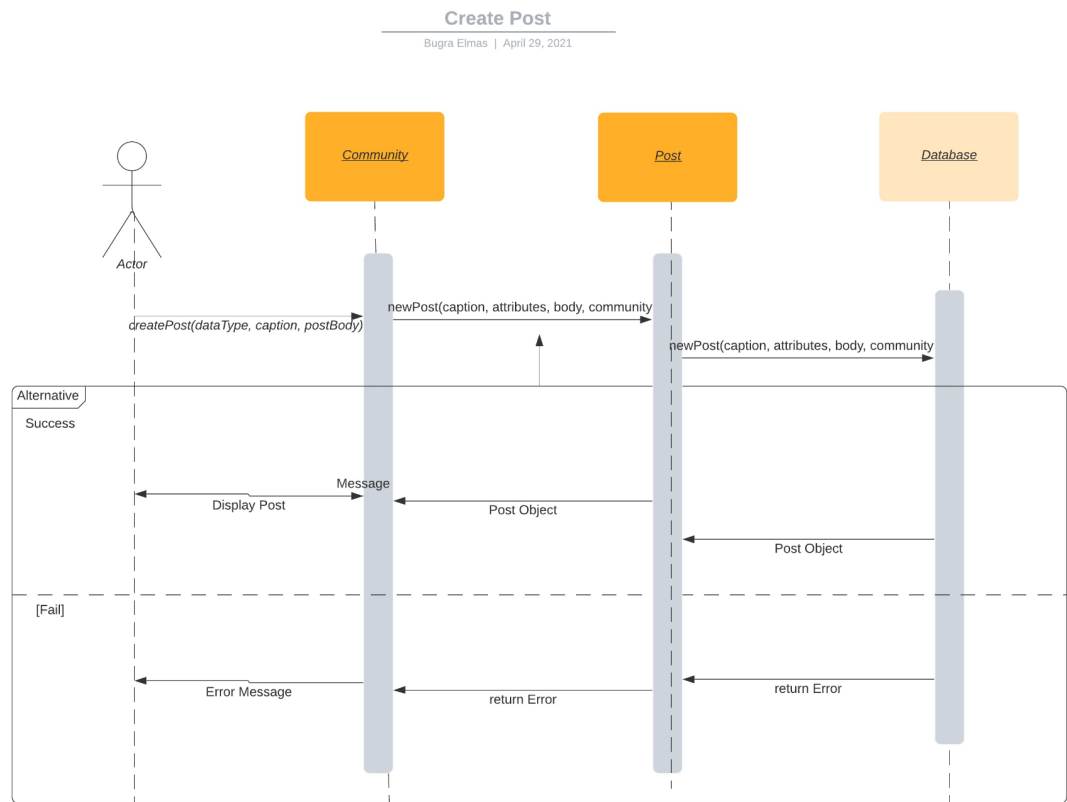 Create Post
Bugra Elmas | April 29, 2021
Community
Post
Database
Actor
newPost(caption, attributes, body, community
createPost(dataType, caption, postBody)
newPost(caption, attributes, body, community
Alternative
Success
Message
Display Post
Post Object
Post Object
[Fail]
Error Message
return Error
return Error